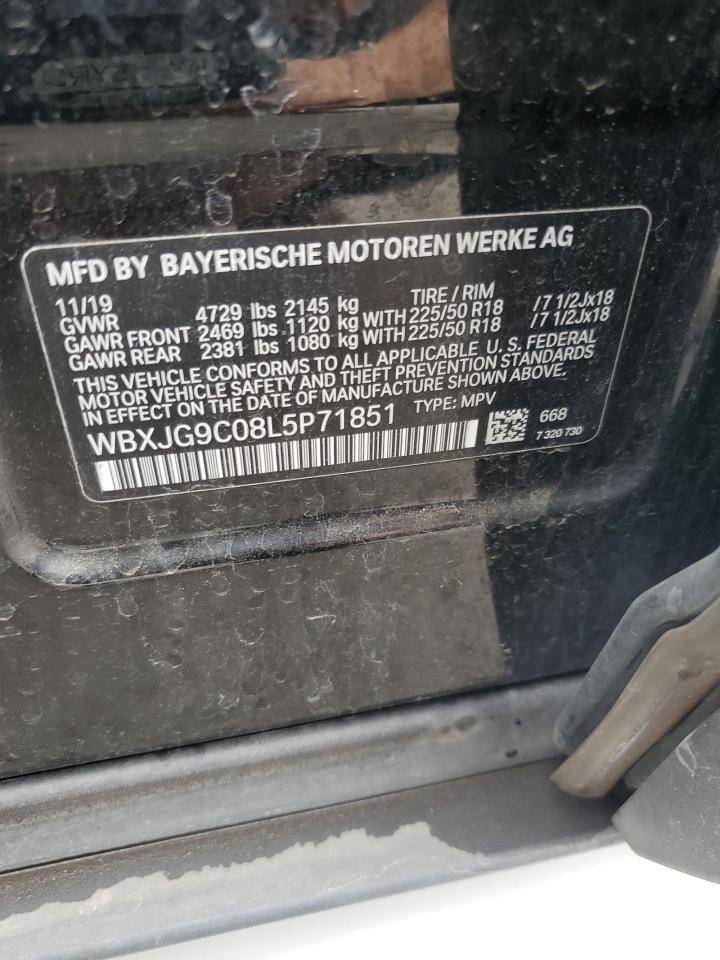 MFD BY BAYERISCHE MOTOREN WERKE AG
11/19 TIRE / RIM
GVWR 4729 lbs 2145 kg
GAWR FRONT 2469 lbs 1120 kg WITH 225/50 R18 /7 1/2Jx18
GAWR REAR 2381 lbs 1080 kg WITH 225/50 R18 /7 1/2Jx18
THIS VEHICLE CONFORMS TO ALL APPLICABLE U. S. FEDERAL
MOTOR VEHICLE SAFETY AND THEFT PREVENTION STANDARDS
IN EFFECT ON THE DATE OF MANUFACTURE SHOWN ABOVE.
WBXJG9C08L5P71851 TYPE: MPV 668
7 320 730